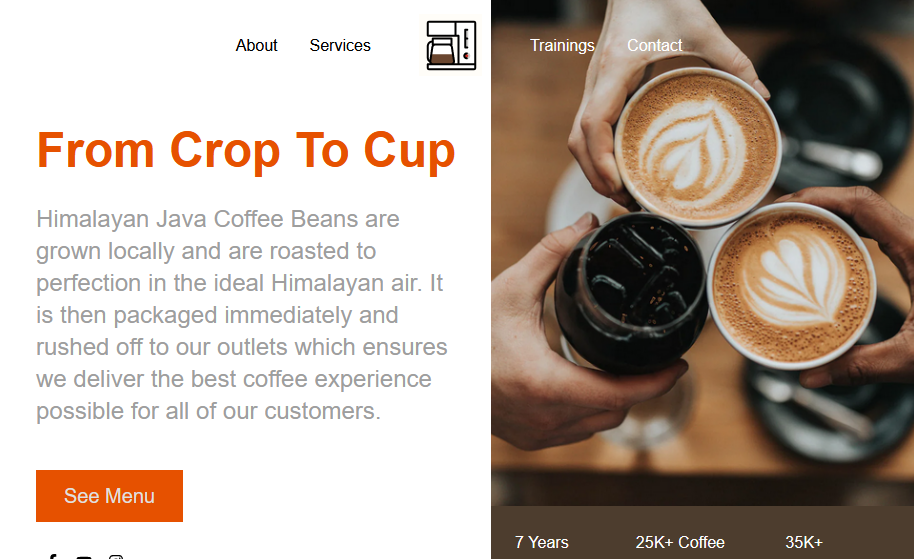 About Services Trainings Contact
From Crop To Cup
Himalayan Java Coffee Beans are
grown locally and are roasted to
perfection in the ideal Himalayan air. It
is then packaged immediately and
rushed off to our outlets which ensures
we deliver the best coffee experience
possible for all of our customers.
See Menu
7 Years 25K+ Coffee 35K+